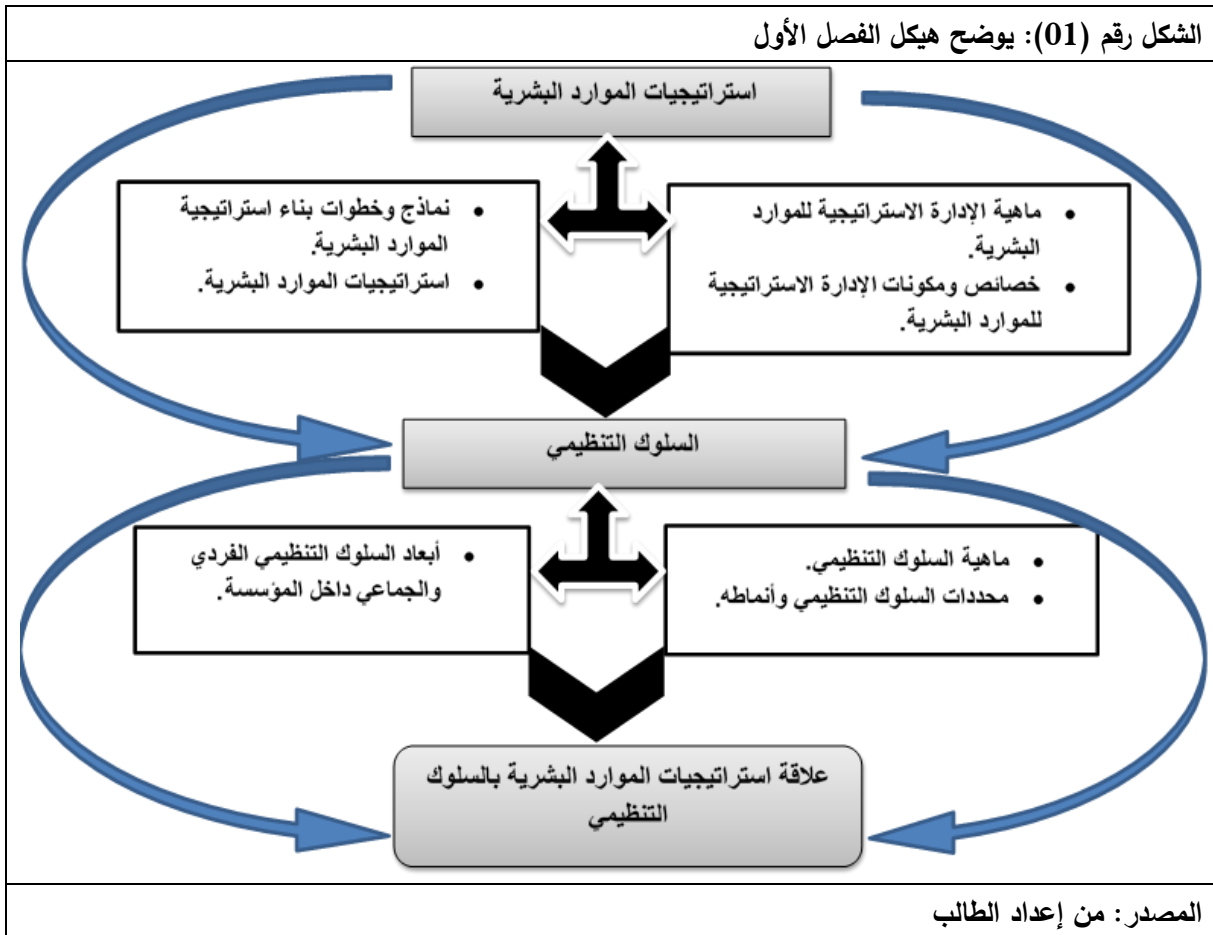 الشكل رقم (01): يوضح هيكل الفصل الأول
استراتيجيات الموارد البشرية
• ماهية الإدارة الاستراتيجية للموارد
البشرية.
• خصائص ومكونات الإدارة الاستراتيجية
للموارد البشرية.
• نماذج وخطوات بناء استراتيجية
الموارد البشرية.
• استراتيجيات الموارد البشرية.
السلوك التنظيمي
• ماهية السلوك التنظيمي.
• محددات السلوك التنظيمي وأنماطه.
• أبعاد السلوك التنظيمي الفردي
والجماعي داخل المؤسسة.
علاقة استراتيجيات الموارد البشرية بالسلوك
التنظيمي
المصدر: من إعداد الطالب